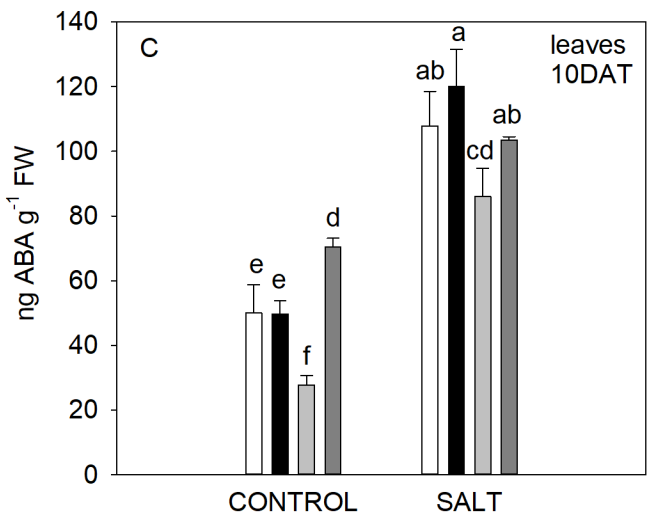 140
C
a
leaves
120
ab
10DAT
ab
100
cd
80
d
60
e
e
40
f
20
0
ng ABA g⁻¹ FW
CONTROL
SALT